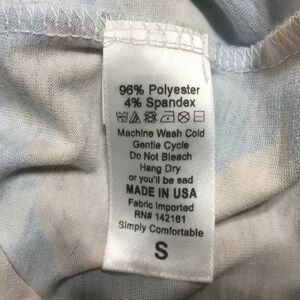 96% Polyester
4% Spandex
Machine Wash Cold
Gentle Cycle
Do Not Bleach
Hang Dry
or you'll be sad
MADE IN USA
Fabric Imported
RN# 142161
Simply Comfortable
S